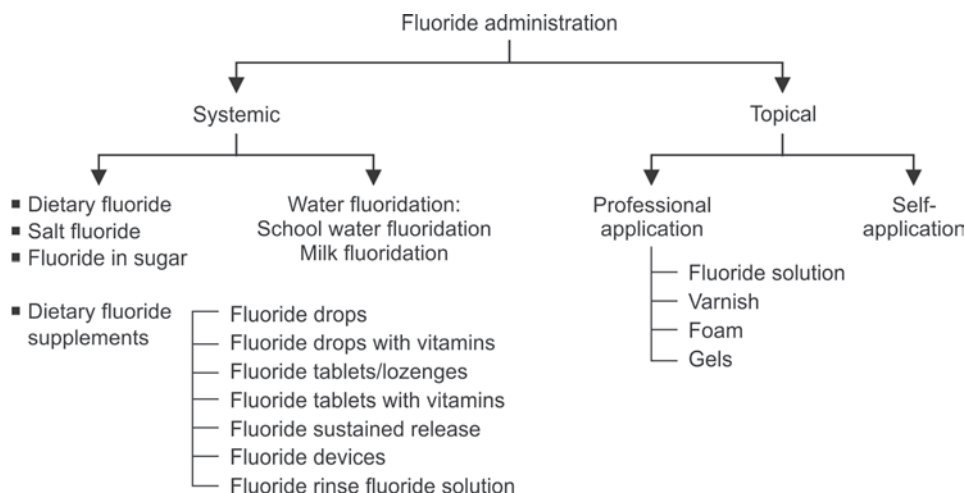 Fluoride administration
Systemic
Topical
■ Dietary fluoride
■ Salt fluoride
■ Fluoride in sugar
■ Dietary fluoride
supplements
Water fluoridation:
School water fluoridation
Milk fluoridation
Fluoride drops
Fluoride drops with vitamins
Fluoride tablets/lozenges
Fluoride tablets with vitamins
Fluoride sustained release
Fluoride devices
Fluoride rinse fluoride solution
Professional
application
Fluoride solution
Varnish
Foam
Gels
Self-
application